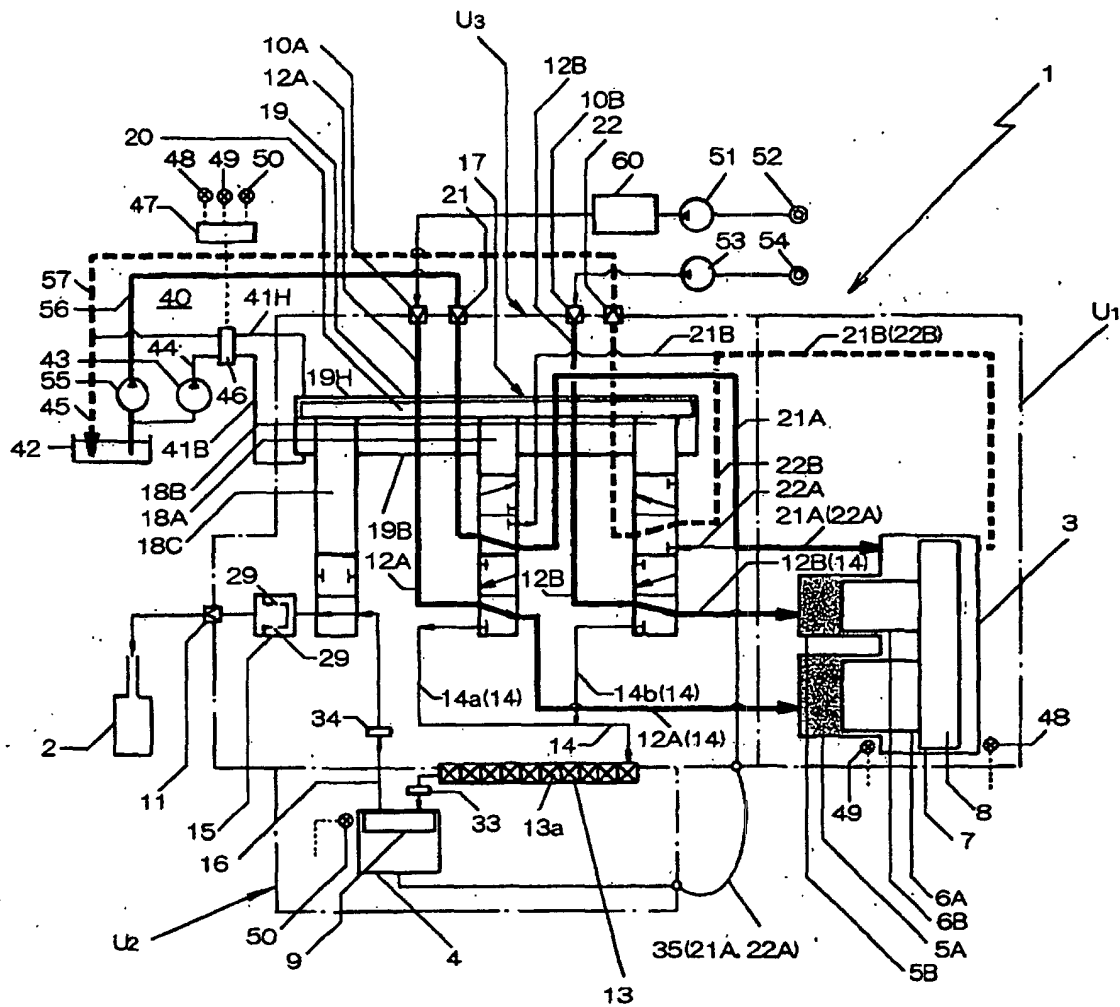 U3
10A
12A
19
20
12B
10B
22
1
48 49 50
47
17
21
60
51
52
53
54
57
56
40
41H
44
43
55
45
46
42
41B
18B
18A
18C
19H
19B
21B
21B(22B)
U1
21A
22B
22A
21A(22A)
12B(14)
3
12A
12B
29
29
14a(14)
14b(14)
14
12A(14)
34
2
11
15
16
33
13a
49
48
8
7
6A
6B
5A
5B
U2
50
9
4
35(21A.22A)
13